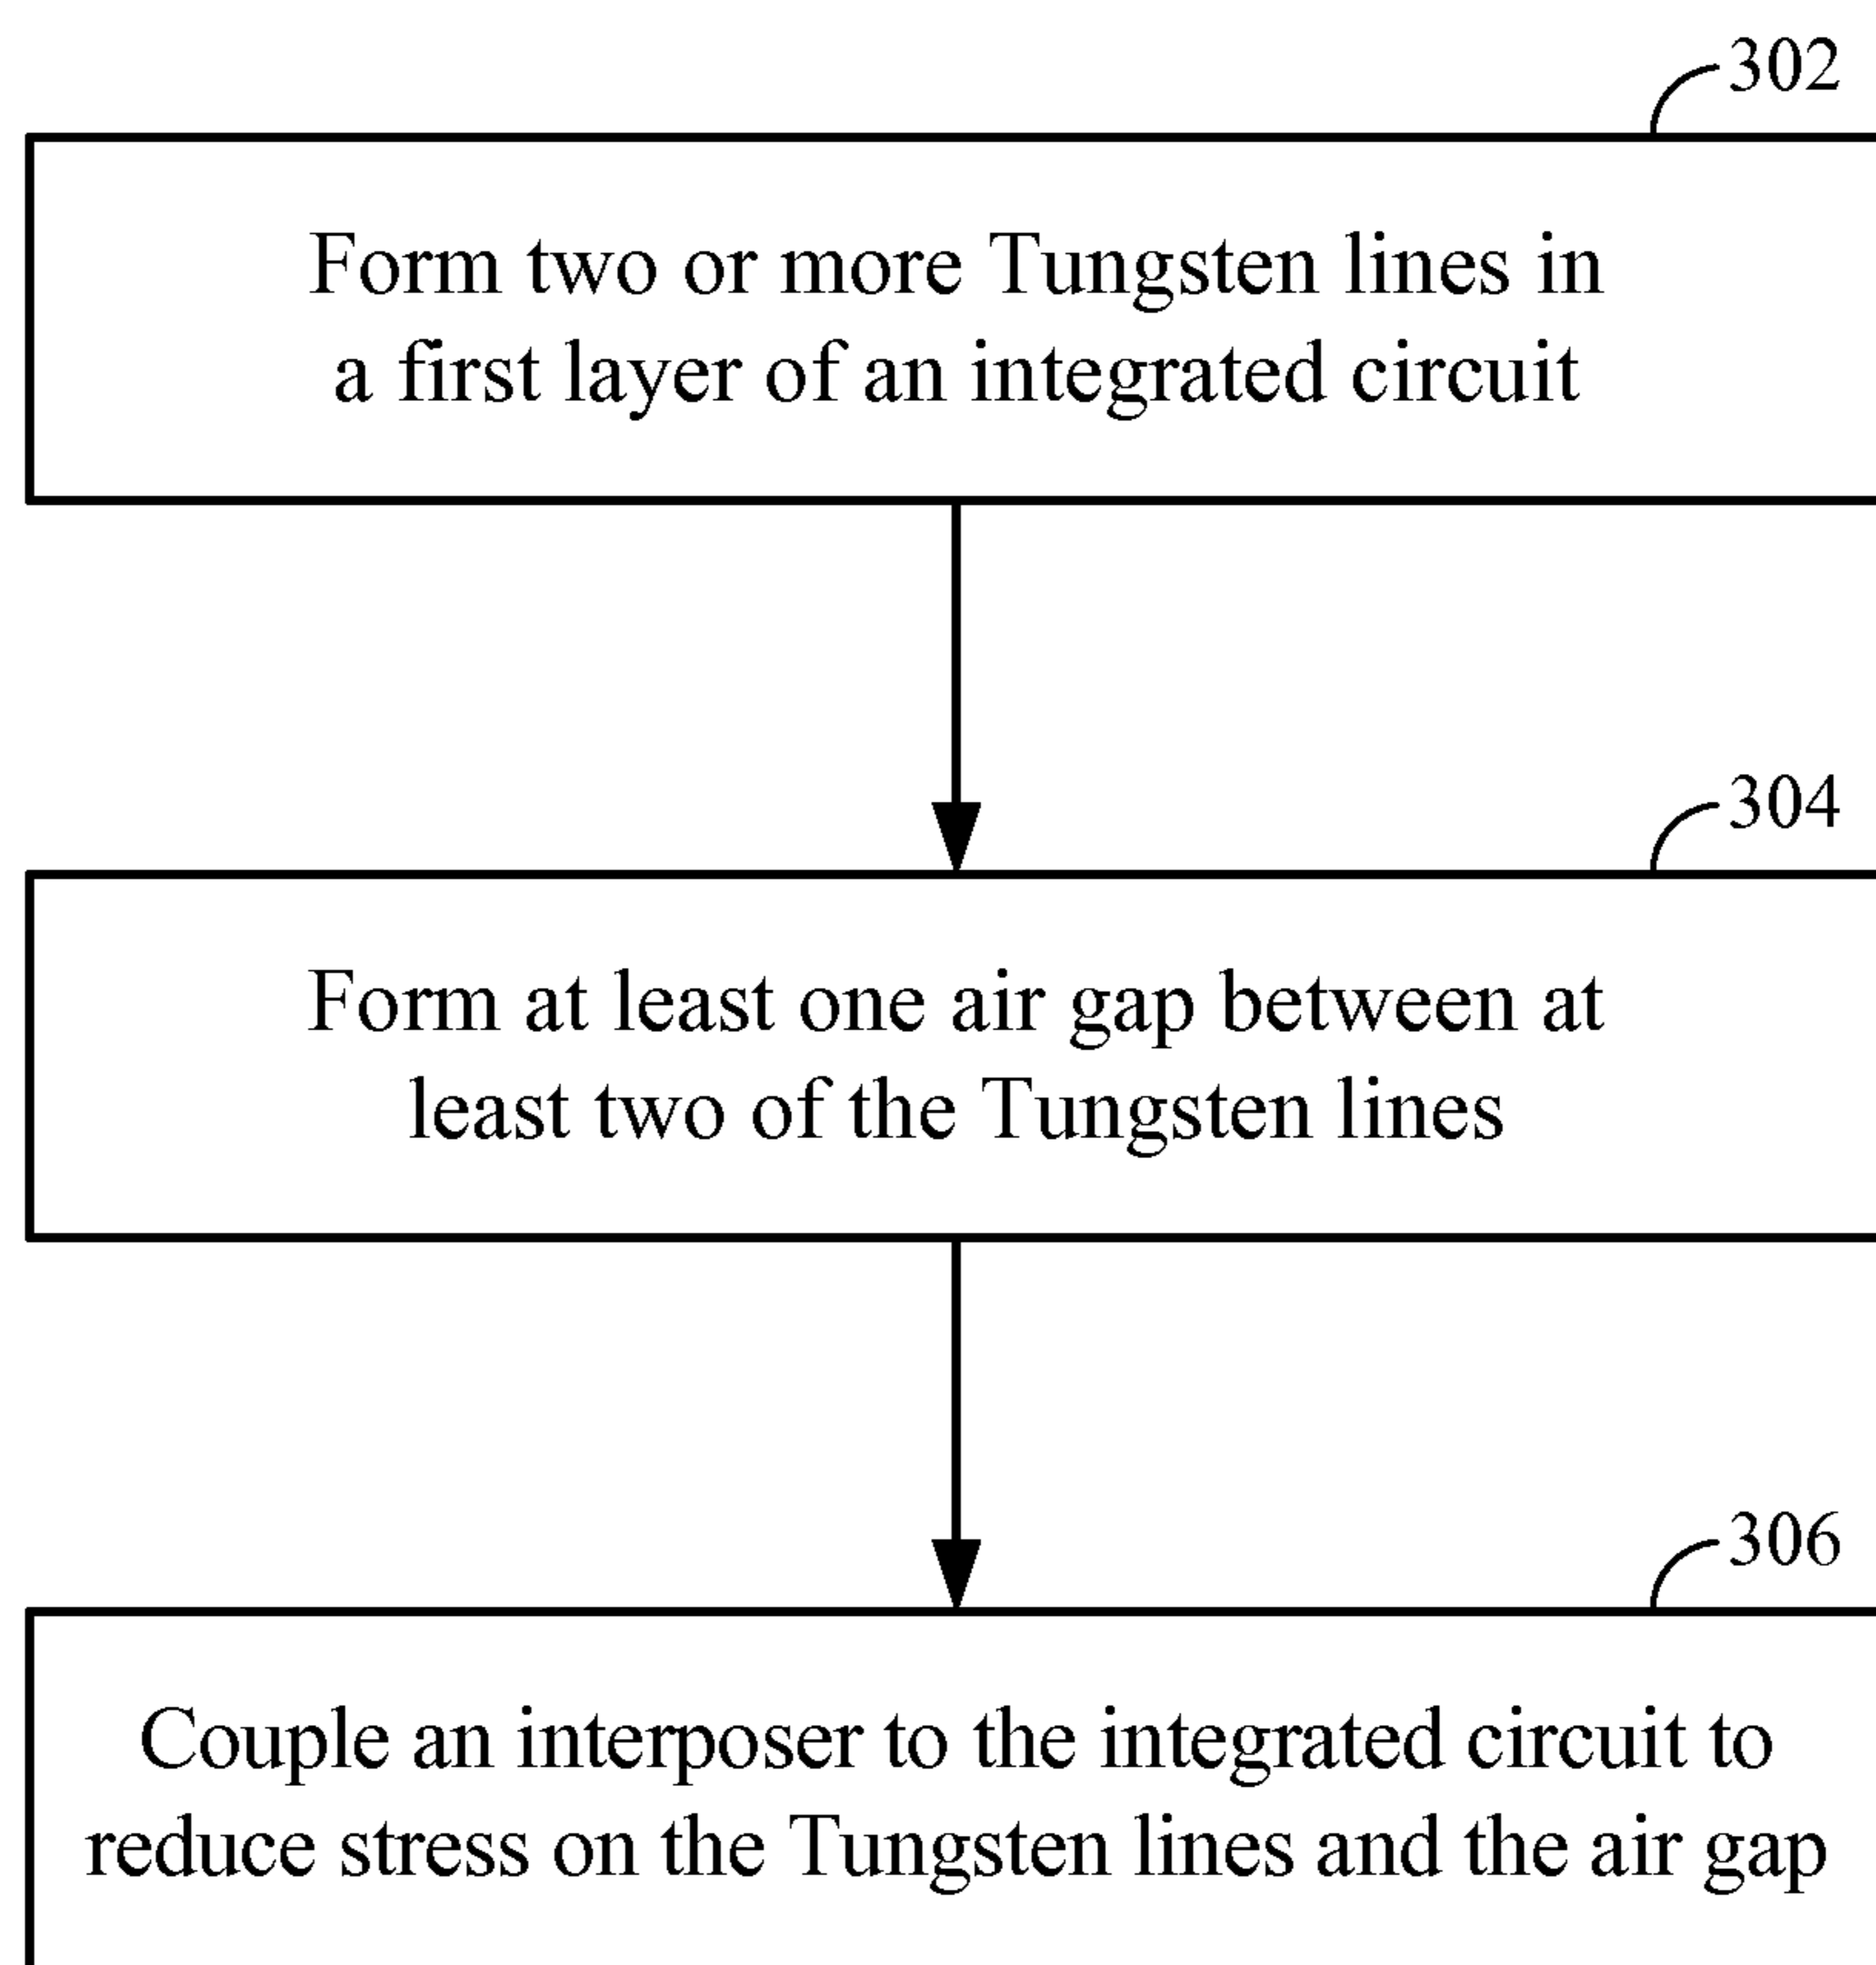 302
Form two or more Tungsten lines in
a first layer of an integrated circuit
304
Form at least one air gap between at
least two of the Tungsten lines
306
Couple an interposer to the integrated circuit to
reduce stress on the Tungsten lines and the air gap